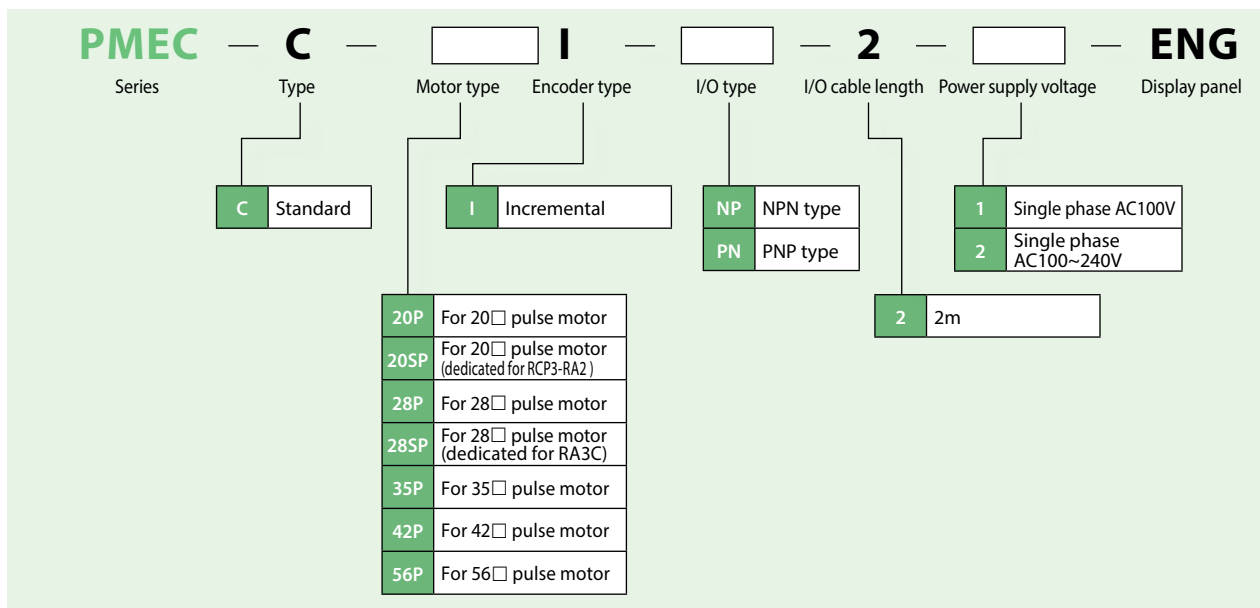 PMEC — C — □ I — □ — 2 — □ — ENG
Series Type Motor type Encoder type I/O type I/O cable length Power supply voltage Display panel
C Standard
I Incremental
NP NPN type
PN PNP type
1 Single phase AC100V
2 Single phase
AC100~240V
2 2m
20P For 20□ pulse motor
20SP For 20□ pulse motor
(dedicated for RCP3-RA2 )
28P For 28□ pulse motor
28SP For 28□ pulse motor
(dedicated for RA3C)
35P For 35□ pulse motor
42P For 42□ pulse motor
56P For 56□ pulse motor